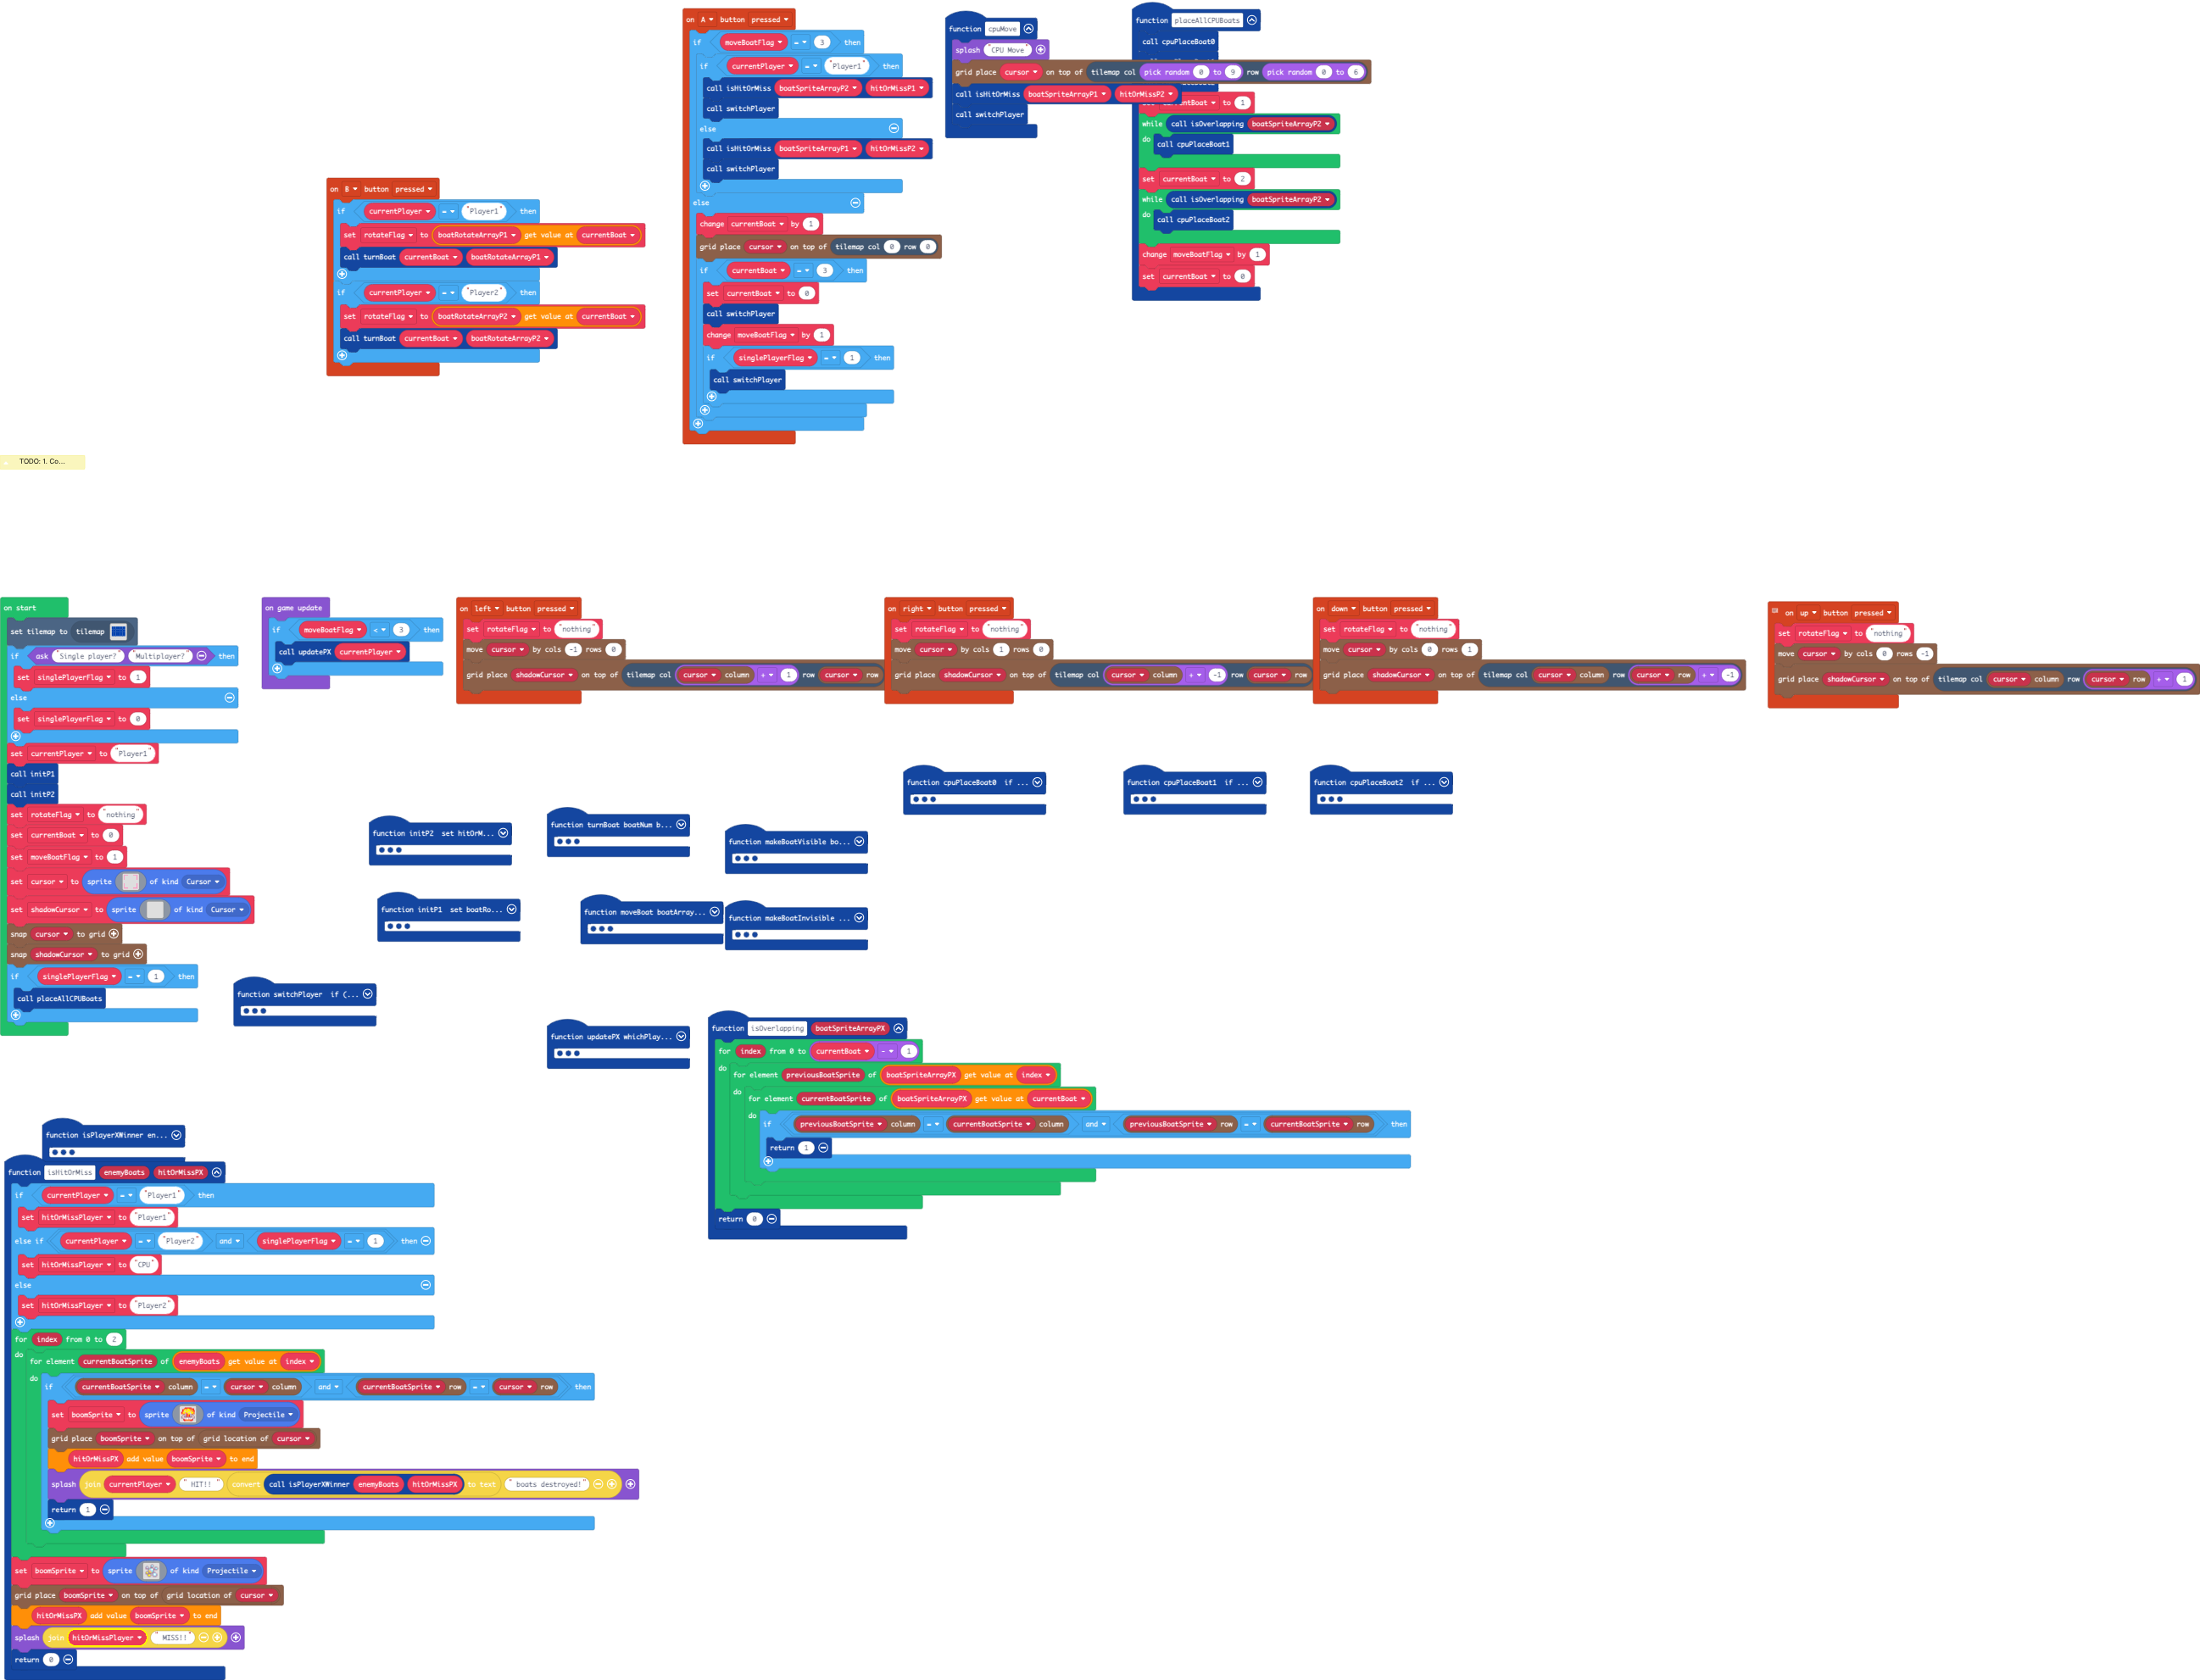 on A button pressed
if moveBoatFlag = 3 then
if currentPlayer = "Player1" then
call isHitOrMiss boatSpriteArrayP2 hitOrMissP1
call switchPlayer
else
call isHitOrMiss boatSpriteArrayP1 hitOrMissP2
call switchPlayer
else
change currentBoat by 1
grid place cursor on top of tilemap col 0 row 0
if currentBoat = 3 then
set currentBoat to 0
call switchPlayer
change moveBoatFlag by 1
if singlePlayerFlag = 1 then
call switchPlayer
function cpuMove
splash "CPU Move"
grid place cursor on top of tilemap col pick random 0 to 9 row pick random 0 to 6
call isHitOrMiss boatSpriteArrayP1 hitOrMissP2
call switchPlayer
function placeAllCPUBoats
call cpuPlaceBoat0
to 1
while call isOverlapping boatSpriteArrayP2
do call cpuPlaceBoat1
set currentBoat to 2
while call isOverlapping boatSpriteArrayP2
do call cpuPlaceBoat2
change moveBoatFlag by 1
set currentBoat to 0
on B button pressed
if currentPlayer = "Player1" then
set rotateFlag to boatRotateArrayP1 get value at currentBoat
call turnBoat currentBoat boatRotateArrayP1
if currentPlayer = "Player2" then
set rotateFlag to boatRotateArrayP2 get value at currentBoat
call turnBoat currentBoat boatRotateArrayP2
TODO: 1. Co...
on start
set tilemap to tilemap
if ask "Single player?" "Multiplayer?" then
set singlePlayerFlag to 1
else
set singlePlayerFlag to 0
set currentPlayer to "Player1"
call initP1
call initP2
set rotateFlag to "nothing"
set currentBoat to 0
set moveBoatFlag to 1
set cursor to sprite of kind Cursor
set shadowCursor to sprite of kind Cursor
snap cursor to grid
snap shadowCursor to grid
if singlePlayerFlag = 1 then
call placeAllCPUBoats
on game update
if moveBoatFlag < 3 then
call updatePX currentPlayer
on left button pressed
set rotateFlag to "nothing"
move cursor by cols -1 rows 0
grid place shadowCursor on top of tilemap col cursor column + 1 row cursor row
on right button pressed
set rotateFlag to "nothing"
move cursor by cols 1 rows 0
grid place shadowCursor on top of tilemap col cursor column + -1 row cursor row
on down button pressed
set rotateFlag to "nothing"
move cursor by cols 0 rows 1
grid place shadowCursor on top of tilemap col cursor column row cursor row + -1
on up button pressed
set rotateFlag to "nothing"
move cursor by cols 0 rows -1
grid place shadowCursor on top of tilemap col cursor column row cursor row + 1
function cpuPlaceBoat0 if ...
function cpuPlaceBoat1 if ...
function cpuPlaceBoat2 if ...
function initP2 set hitOrM...
function turnBoat boatNum b...
function makeBoatVisible bo...
function initP1 set boatRo...
function moveBoat boatArray...
function makeBoatInvisible ...
function switchPlayer if (...
function updatePX whichPlay...
function isOverlapping boatSpriteArrayPX
for index from 0 to currentBoat - 1
do for element previousBoatSprite of boatSpriteArrayPX get value at index
do for element currentBoatSprite of boatSpriteArrayPX get value at currentBoat
do if previousBoatSprite column = currentBoatSprite column and previousBoatSprite row = currentBoatSprite row then
return 1
return 0
function isPlayerXWinner en...
function isHitOrMiss enemyBoats hitOrMissPX
if currentPlayer = "Player1" then
set hitOrMissPlayer to "Player1"
else if currentPlayer = "Player2" and singlePlayerFlag = 1 then
set hitOrMissPlayer to "CPU"
else
set hitOrMissPlayer to "Player2"
for index from 0 to 2
do for element currentBoatSprite of enemyBoats get value at index
do if currentBoatSprite column = cursor column and currentBoatSprite row = cursor row then
set boomSprite to sprite of kind Projectile
grid place boomSprite on top of grid location of cursor
hitOrMissPX add value boomSprite to end
splash join currentPlayer " HIT!! " convert call isPlayerXWinner enemyBoats hitOrMissPX to text " boats destroyed!"
return 1
set boomSprite to sprite of kind Projectile
grid place boomSprite on top of grid location of cursor
hitOrMissPX add value boomSprite to end
splash join hitOrMissPlayer " MISS!!"
return 0